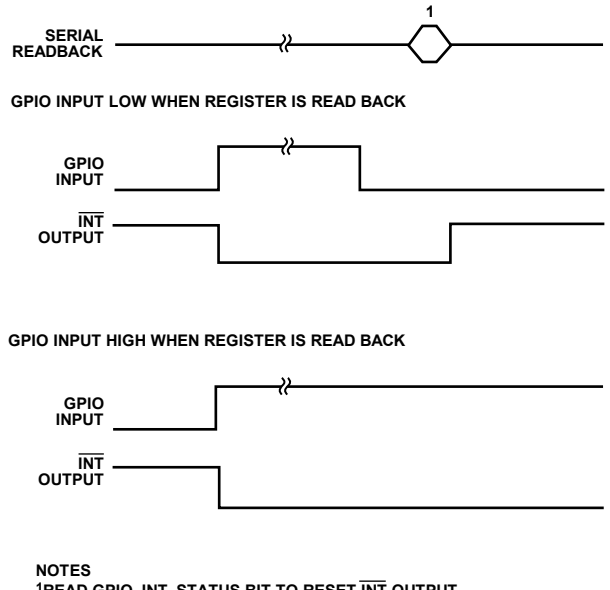 1
SERIAL
READBACK
GPIO INPUT LOW WHEN REGISTER IS READ BACK
GPIO
INPUT
INT
OUTPUT
GPIO INPUT HIGH WHEN REGISTER IS READ BACK
GPIO
INPUT
INT
OUTPUT
NOTES
1READ GPIO_INT_STATUS BIT TO RESET INT OUTPUT